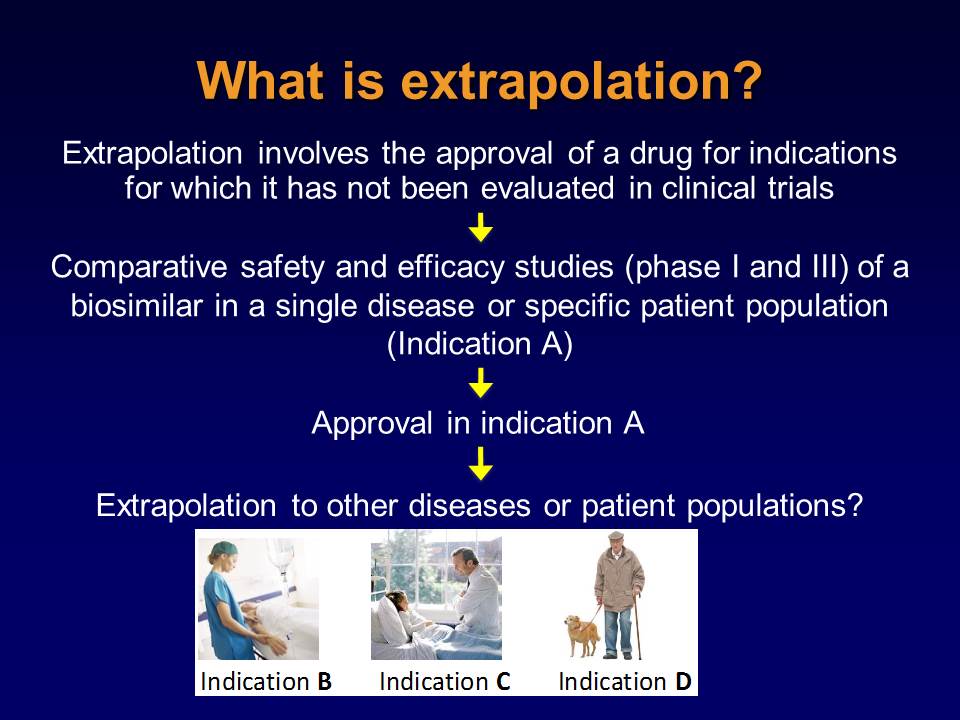 What is extrapolation?
Extrapolation involves the approval of a drug for indications
for which it has not been evaluated in clinical trials
Comparative safety and efficacy studies (phase I and III) of a
biosimilar in a single disease or specific patient population
(Indication A)
Approval in indication A
Extrapolation to other diseases or patient populations?
Indication B
Indication C
Indication D